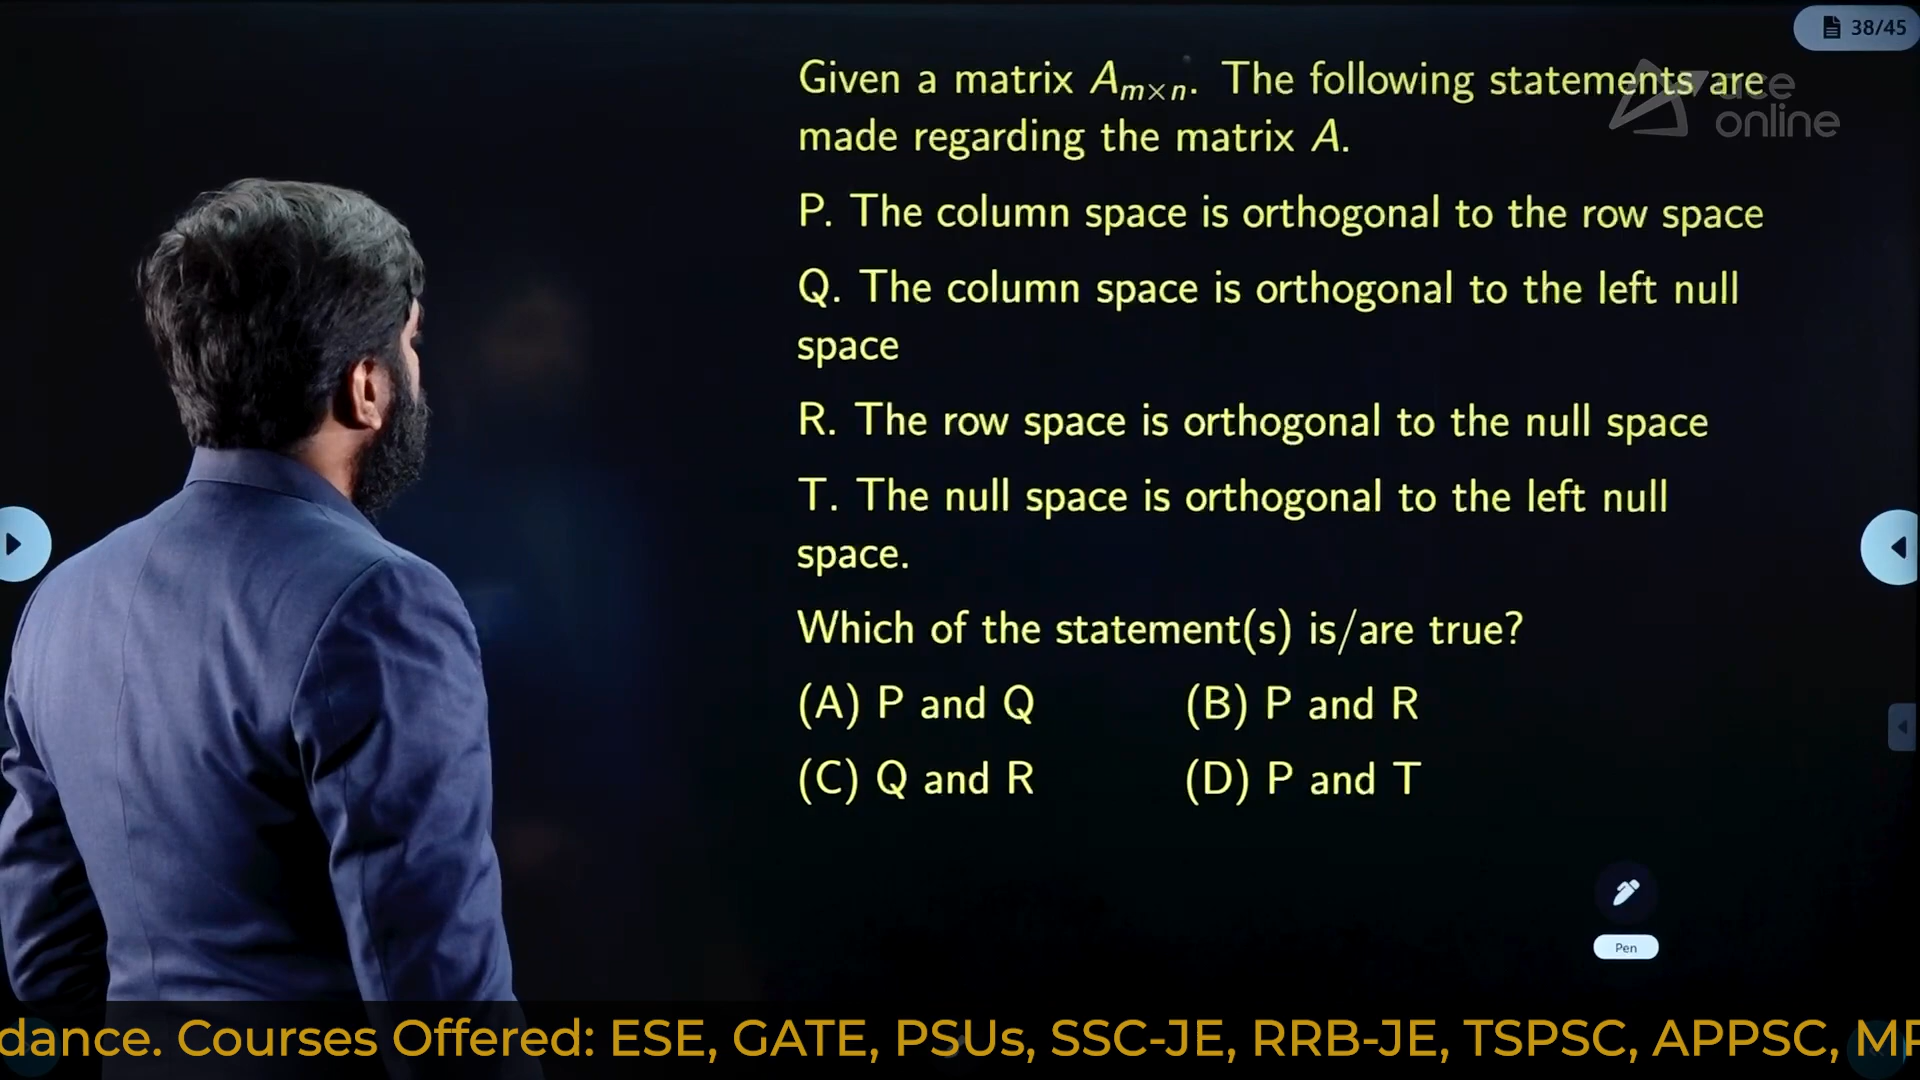 38/45
ace
online
Given a matrix Aₘₓₙ. The following statements are
made regarding the matrix A.
P. The column space is orthogonal to the row space
Q. The column space is orthogonal to the left null
space
R. The row space is orthogonal to the null space
T. The null space is orthogonal to the left null
space.
Which of the statement(s) is/are true?
(A) P and Q (B) P and R
(C) Q and R (D) P and T
Pen
dance. Courses Offered: ESE, GATE, PSUs, SSC-JE, RRB-JE, TSPSC, APPSC,